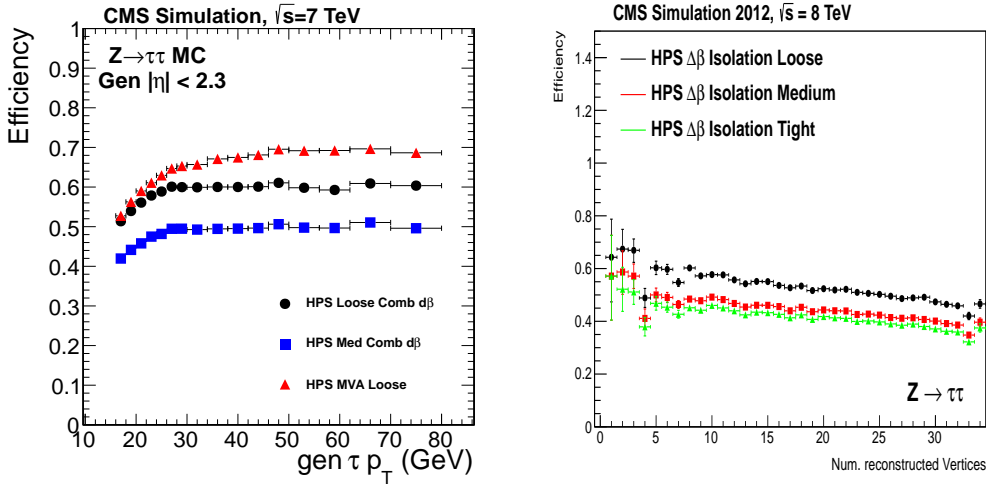 CMS Simulation, √s=7 TeV
Efficiency
1
0.9
0.8
0.7
0.6
0.5
0.4
0.3
0.2
0.1
0
Z→ττ MC
Gen |η| < 2.3
HPS Loose Comb dβ
HPS Med Comb dβ
HPS MVA Loose
10 20 30 40 50 60 70 80
gen τ p_T (GeV)
CMS Simulation 2012, √s = 8 TeV
Efficiency
1.4
1.2
1
0.8
0.6
0.4
0.2
0
HPS Δβ Isolation Loose
HPS Δβ Isolation Medium
HPS Δβ Isolation Tight
Z → ττ
0 5 10 15 20 25 30
Num. reconstructed Vertices